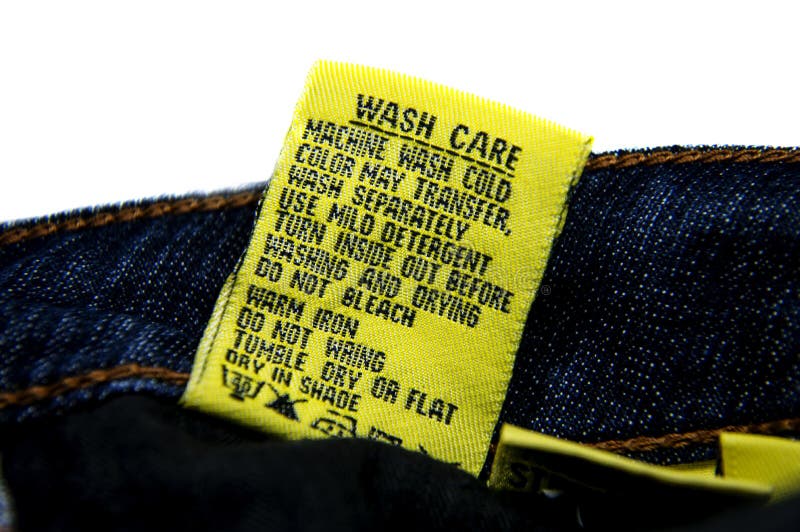 WASH CARE
MACHINE WASH COLD
COLOR MAY TRANSFER,
WASH SEPARATELY
USE MILD DETERGENT
TURN INSIDE OUT BEFORE
WASHING AND DRYING
DO NOT BLEACH
WARM IRON
DO NOT WRING
TUMBLE DRY OR FLAT
DRY IN SHADE